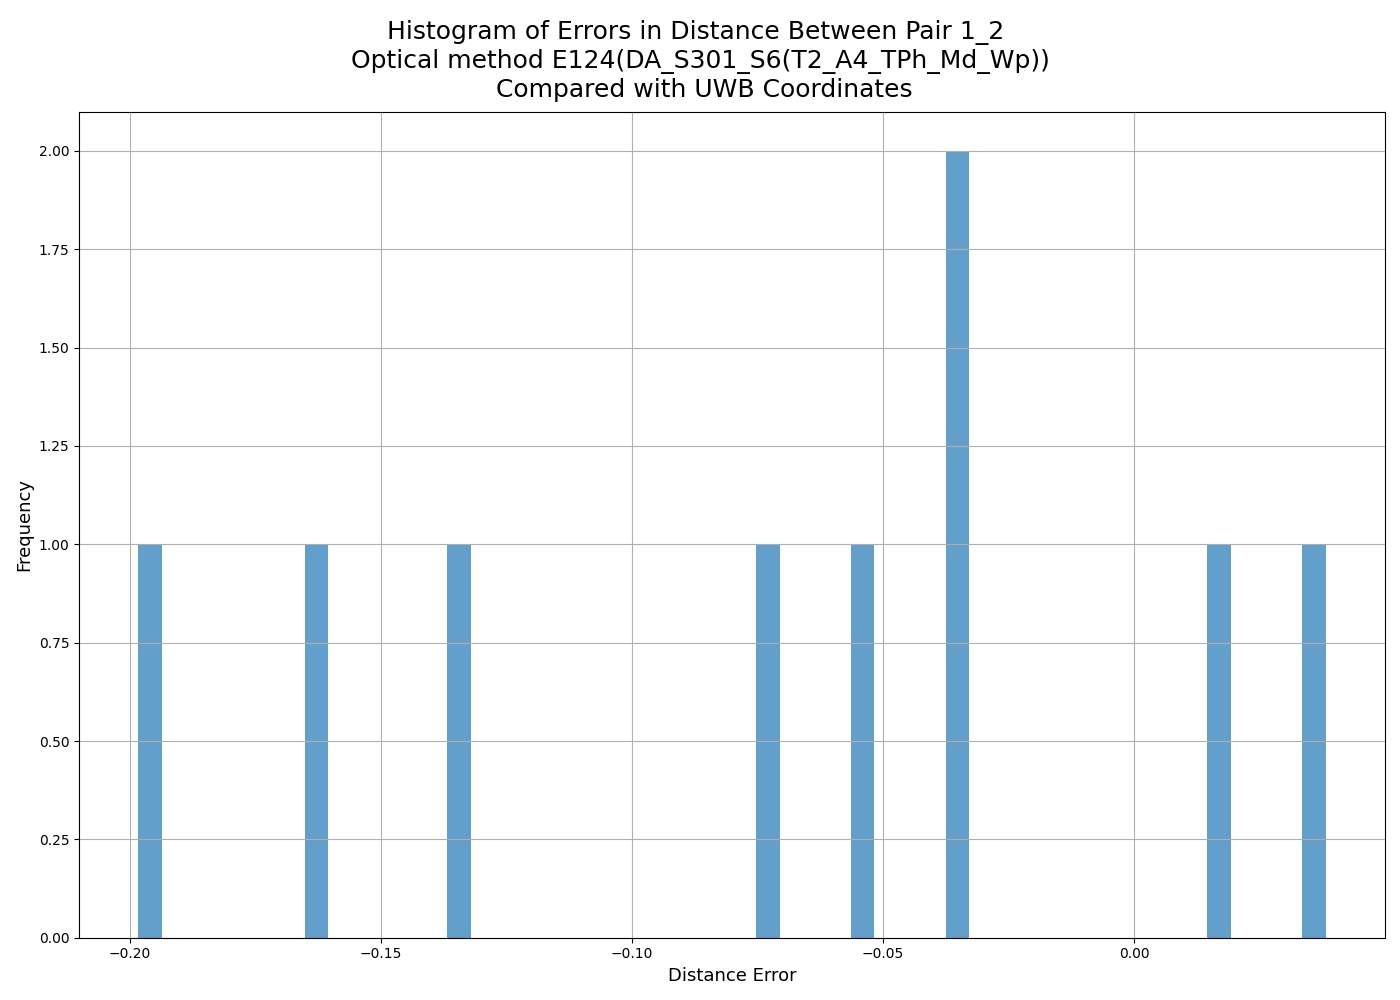 Histogram of Errors in Distance Between Pair 1_2
Optical method E124(DA_S301_S6(T2_A4_TPh_Md_Wp))
Compared with UWB Coordinates
2.00
1.75
1.50
1.25
1.00
0.75
0.50
0.25
0.00
Frequency
−0.20
−0.15
−0.10
−0.05
0.00
Distance Error